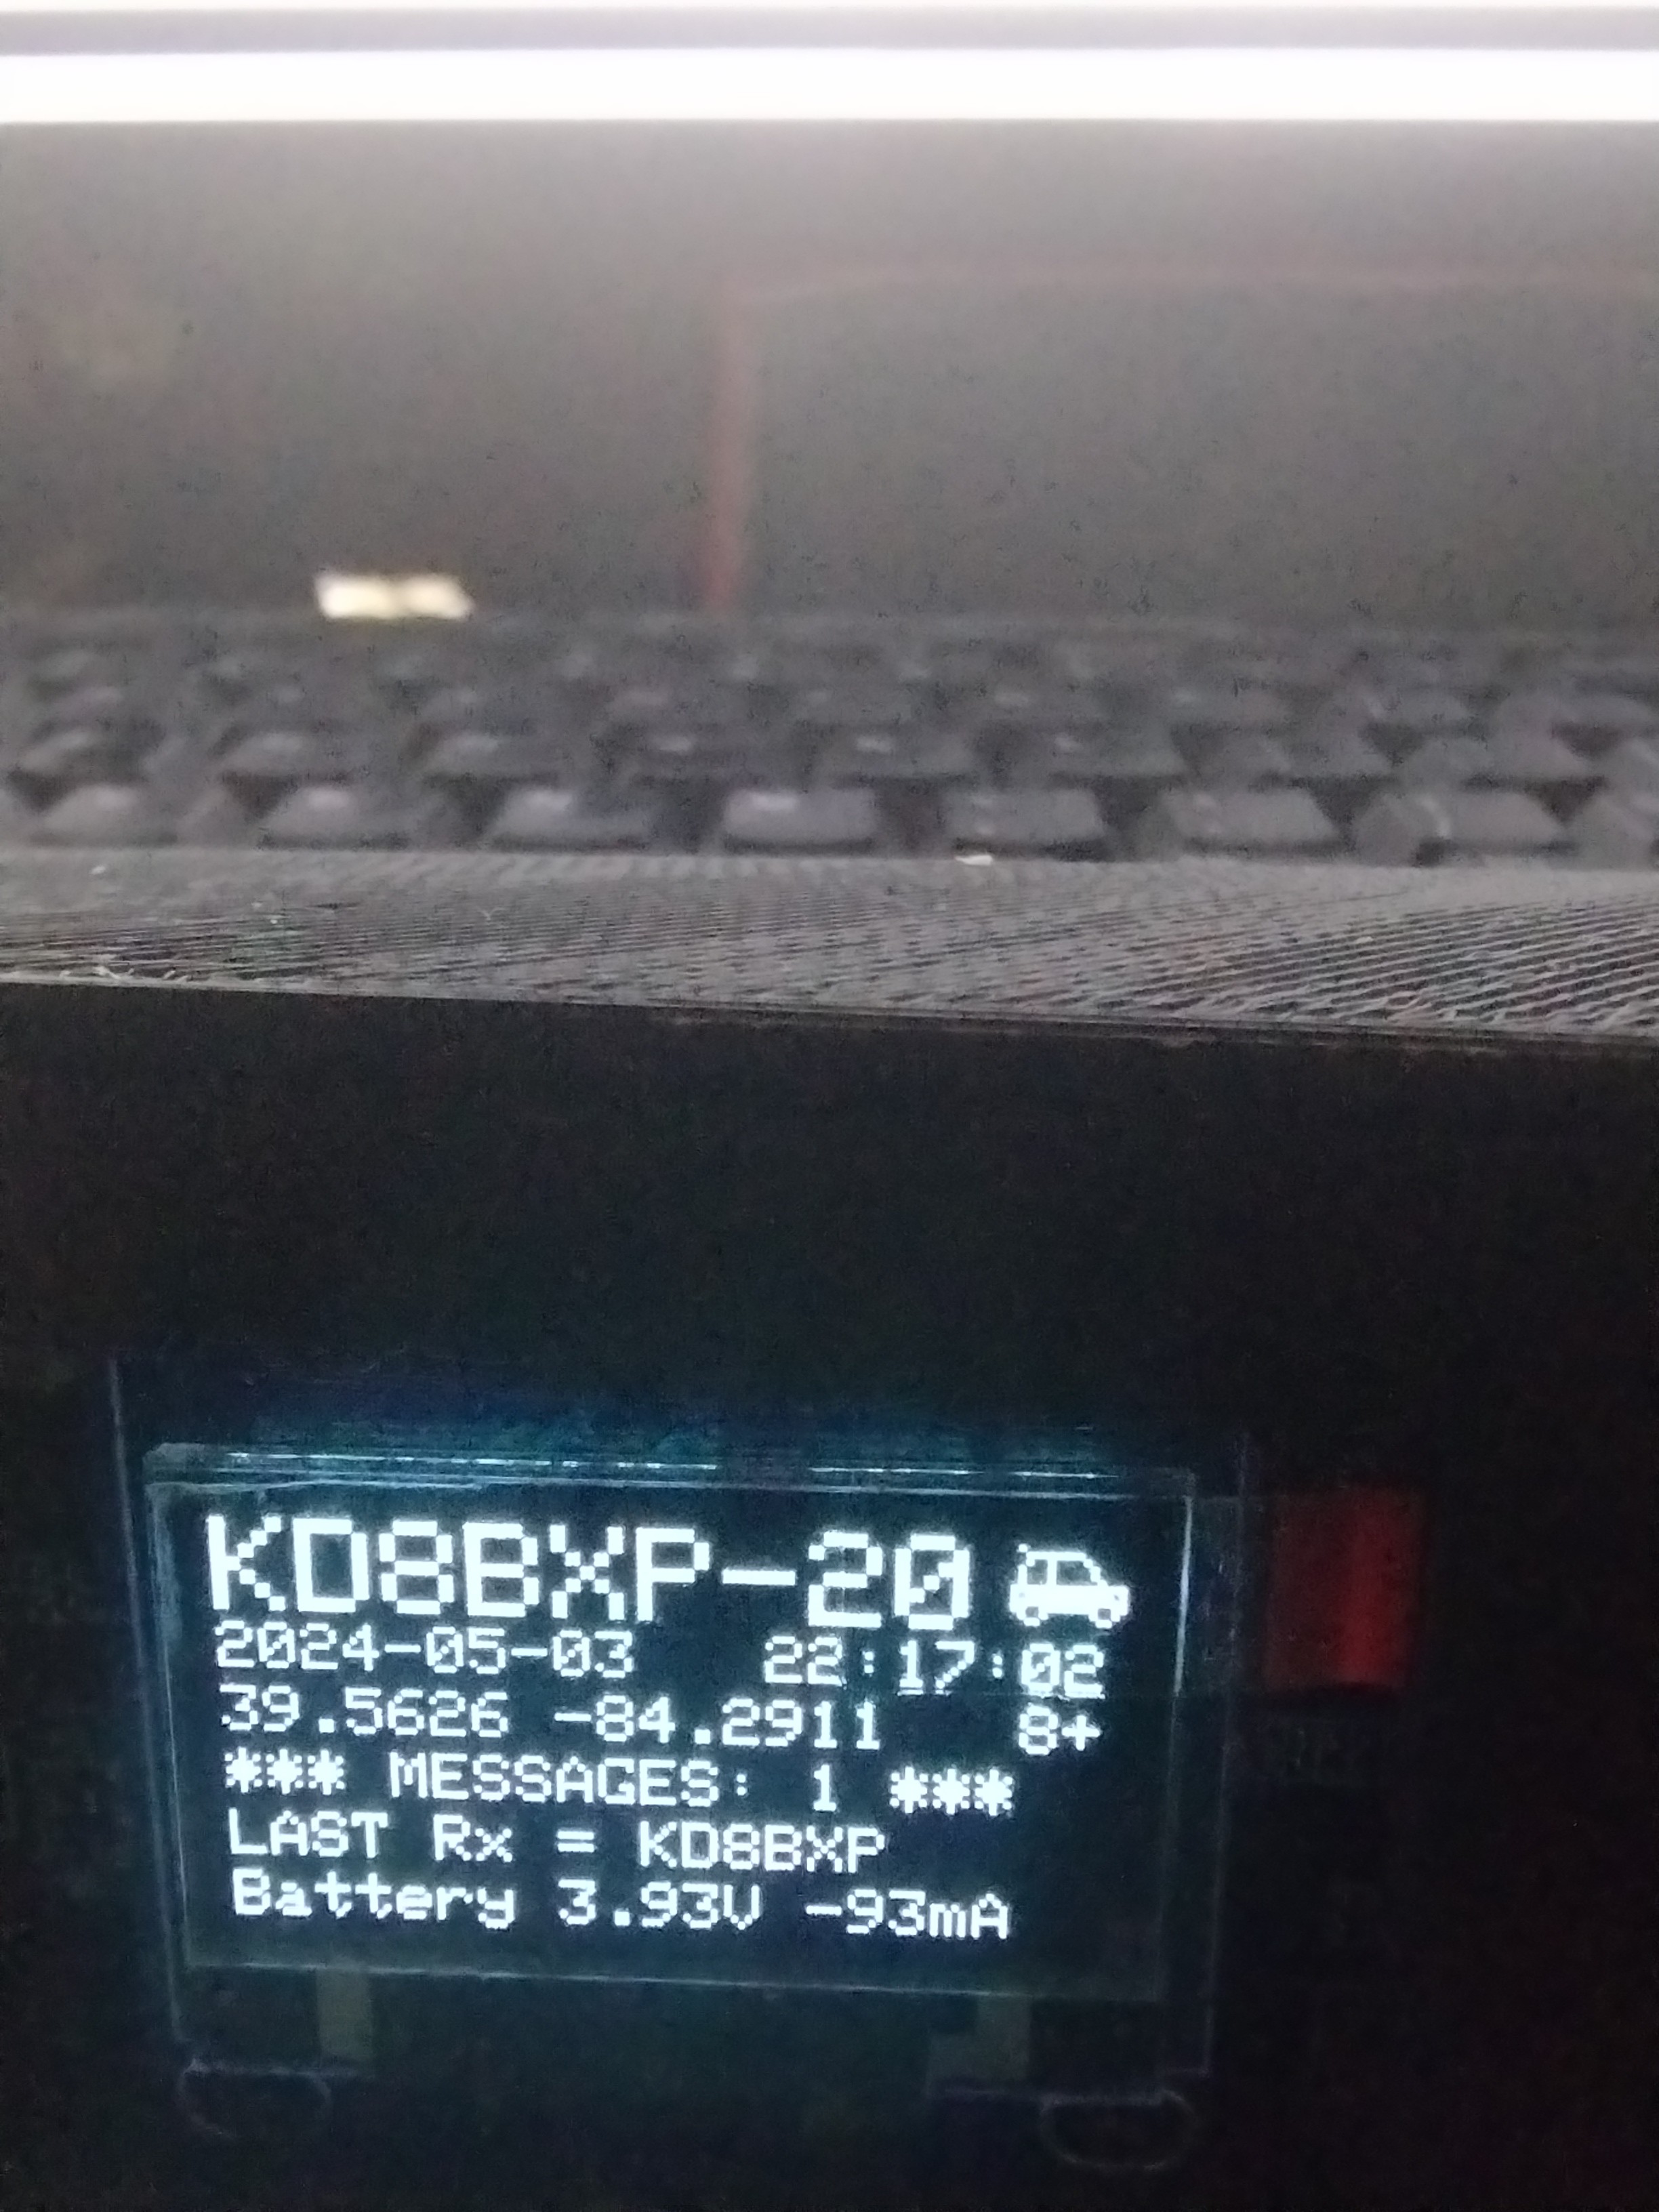 KD8BXP-20
2024-05-03 22:17:02
39.5626 -84.2911 8+
*** MESSAGES: 1 ***
LAST Rx = KD8BXP
Battery 3.93V -93mA